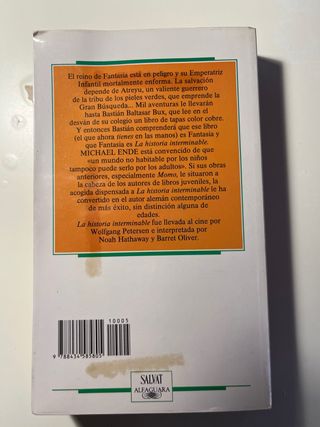 El reino de Fantasia está en peligro y su Emperatriz
Infantil mortalmente enferma. La salvación
depende de Atreyu, un valiente guerrero
de la tribu de los pieles verdes, que emprende la
Gran Búsqueda... Mil aventuras le llevarán
hasta Bastián Baltasar Bux, que lee en el
desván de su colegio un libro de tapas color cobre.
Y entonces Bastián comprenderá que ese libro
(el que ahora tienes en las manos) es Fantasia y
que Fantasia es La historia interminable.
MICHAEL ENDE está convencido de que
«un mundo no habitable por los niños
tampoco puede serlo por los adultos». Si sus obras
anteriores, especialmente Momo, le situaron a
la cabeza de los autores de libros juveniles, la
acogida dispensada a La historia interminable le ha
convertido en el autor alemán contemporáneo
de más éxito, sin distinción alguna de
edades.
La historia interminable fue llevada al cine por
Wolfgang Petersen e interpretada por
Noah Hathaway y Barret Oliver.
10005
9 788434 585805
SALVAT
ALFAGUARA